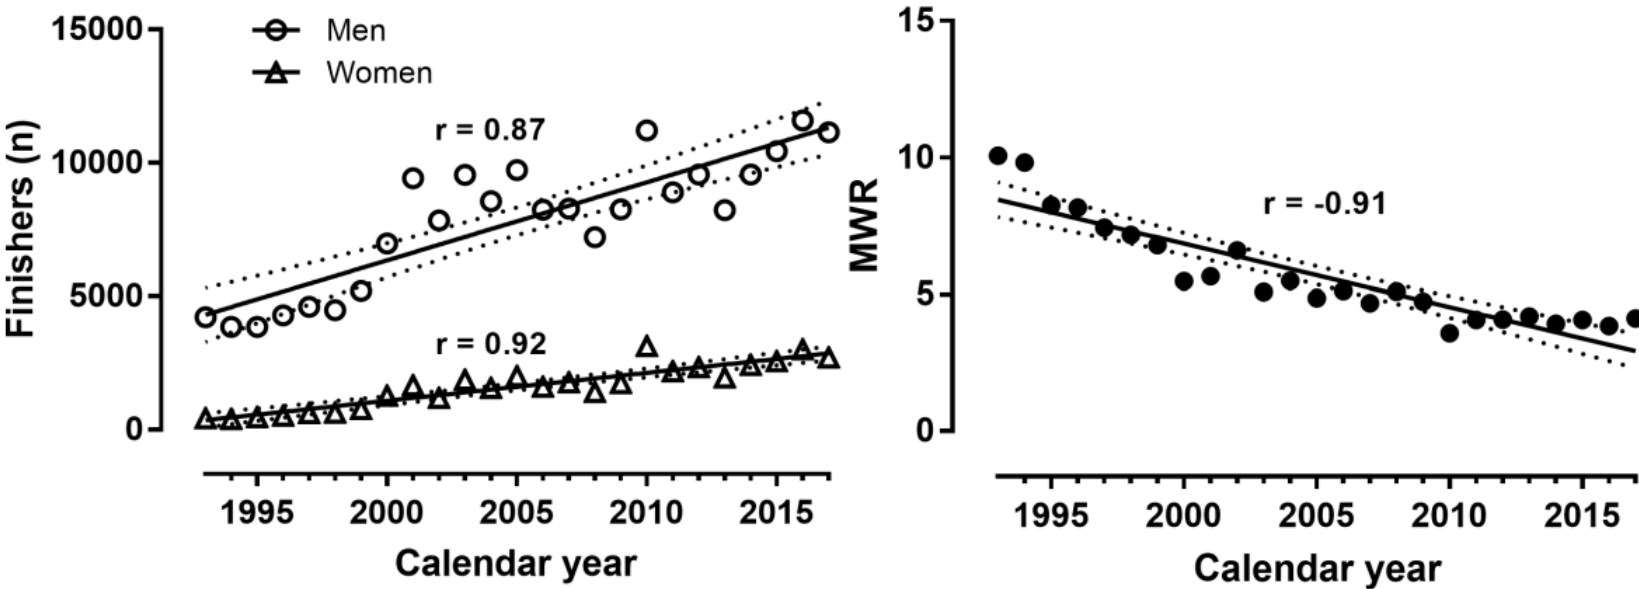 15000
10000
5000
0
Finishers (n)
Men
Women
r = 0.87
r = 0.92
1995 2000 2005 2010 2015
Calendar year
15
10
5
0
MWR
r = -0.91
1995 2000 2005 2010 2015
Calendar year